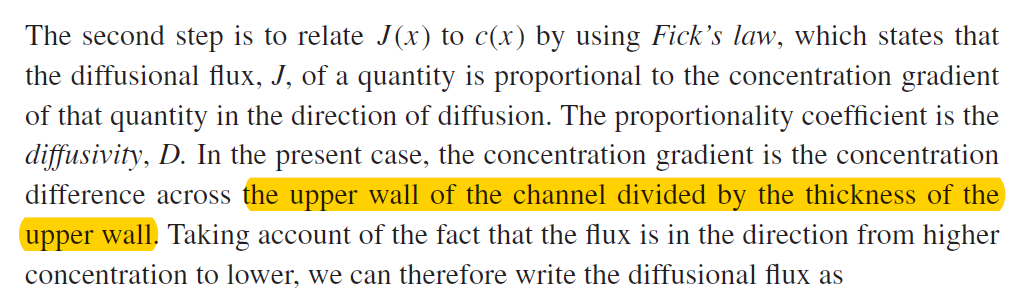 The second step is to relate J(x) to c(x) by using Fick's law, which states that
the diffusional flux, J, of a quantity is proportional to the concentration gradient
of that quantity in the direction of diffusion. The proportionality coefficient is the
diffusivity, D. In the present case, the concentration gradient is the concentration
difference across the upper wall of the channel divided by the thickness of the
upper wall. Taking account of the fact that the flux is in the direction from higher
concentration to lower, we can therefore write the diffusional flux as